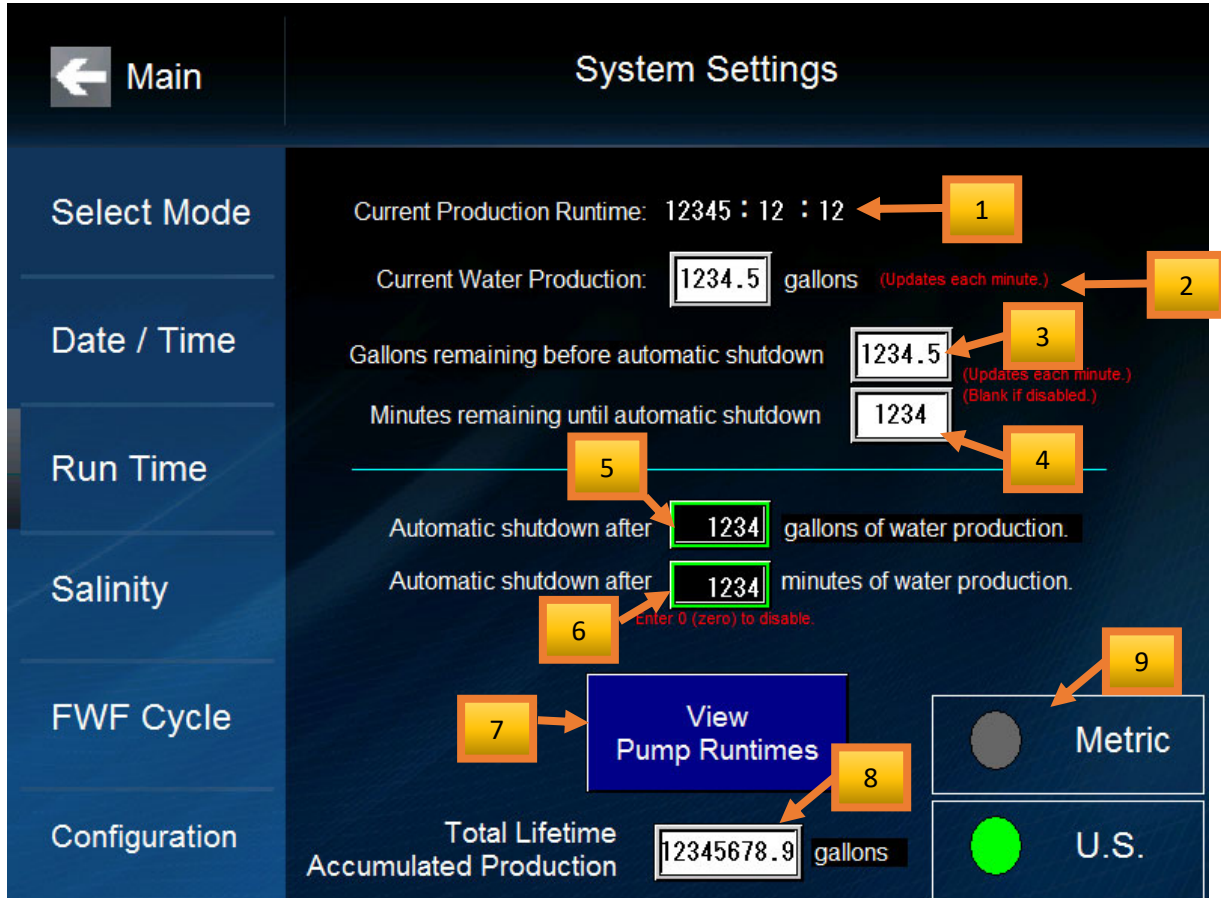 Main
System Settings
Select Mode
Date / Time
Run Time
Salinity
FWF Cycle
Configuration
Current Production Runtime: 12345 : 12 : 12
1
Current Water Production: 1234.5 gallons (Updates each minute.)
2
Gallons remaining before automatic shutdown 1234.5
3
(Updates each minute.)
(Blank if disabled.)
Minutes remaining until automatic shutdown 1234
4
5
Automatic shutdown after 1234 gallons of water production.
Automatic shutdown after 1234 minutes of water production.
6
Enter 0 (zero) to disable.
7
View
Pump Runtimes
8
9
Metric
U.S.
Total Lifetime
Accumulated Production 12345678.9 gallons